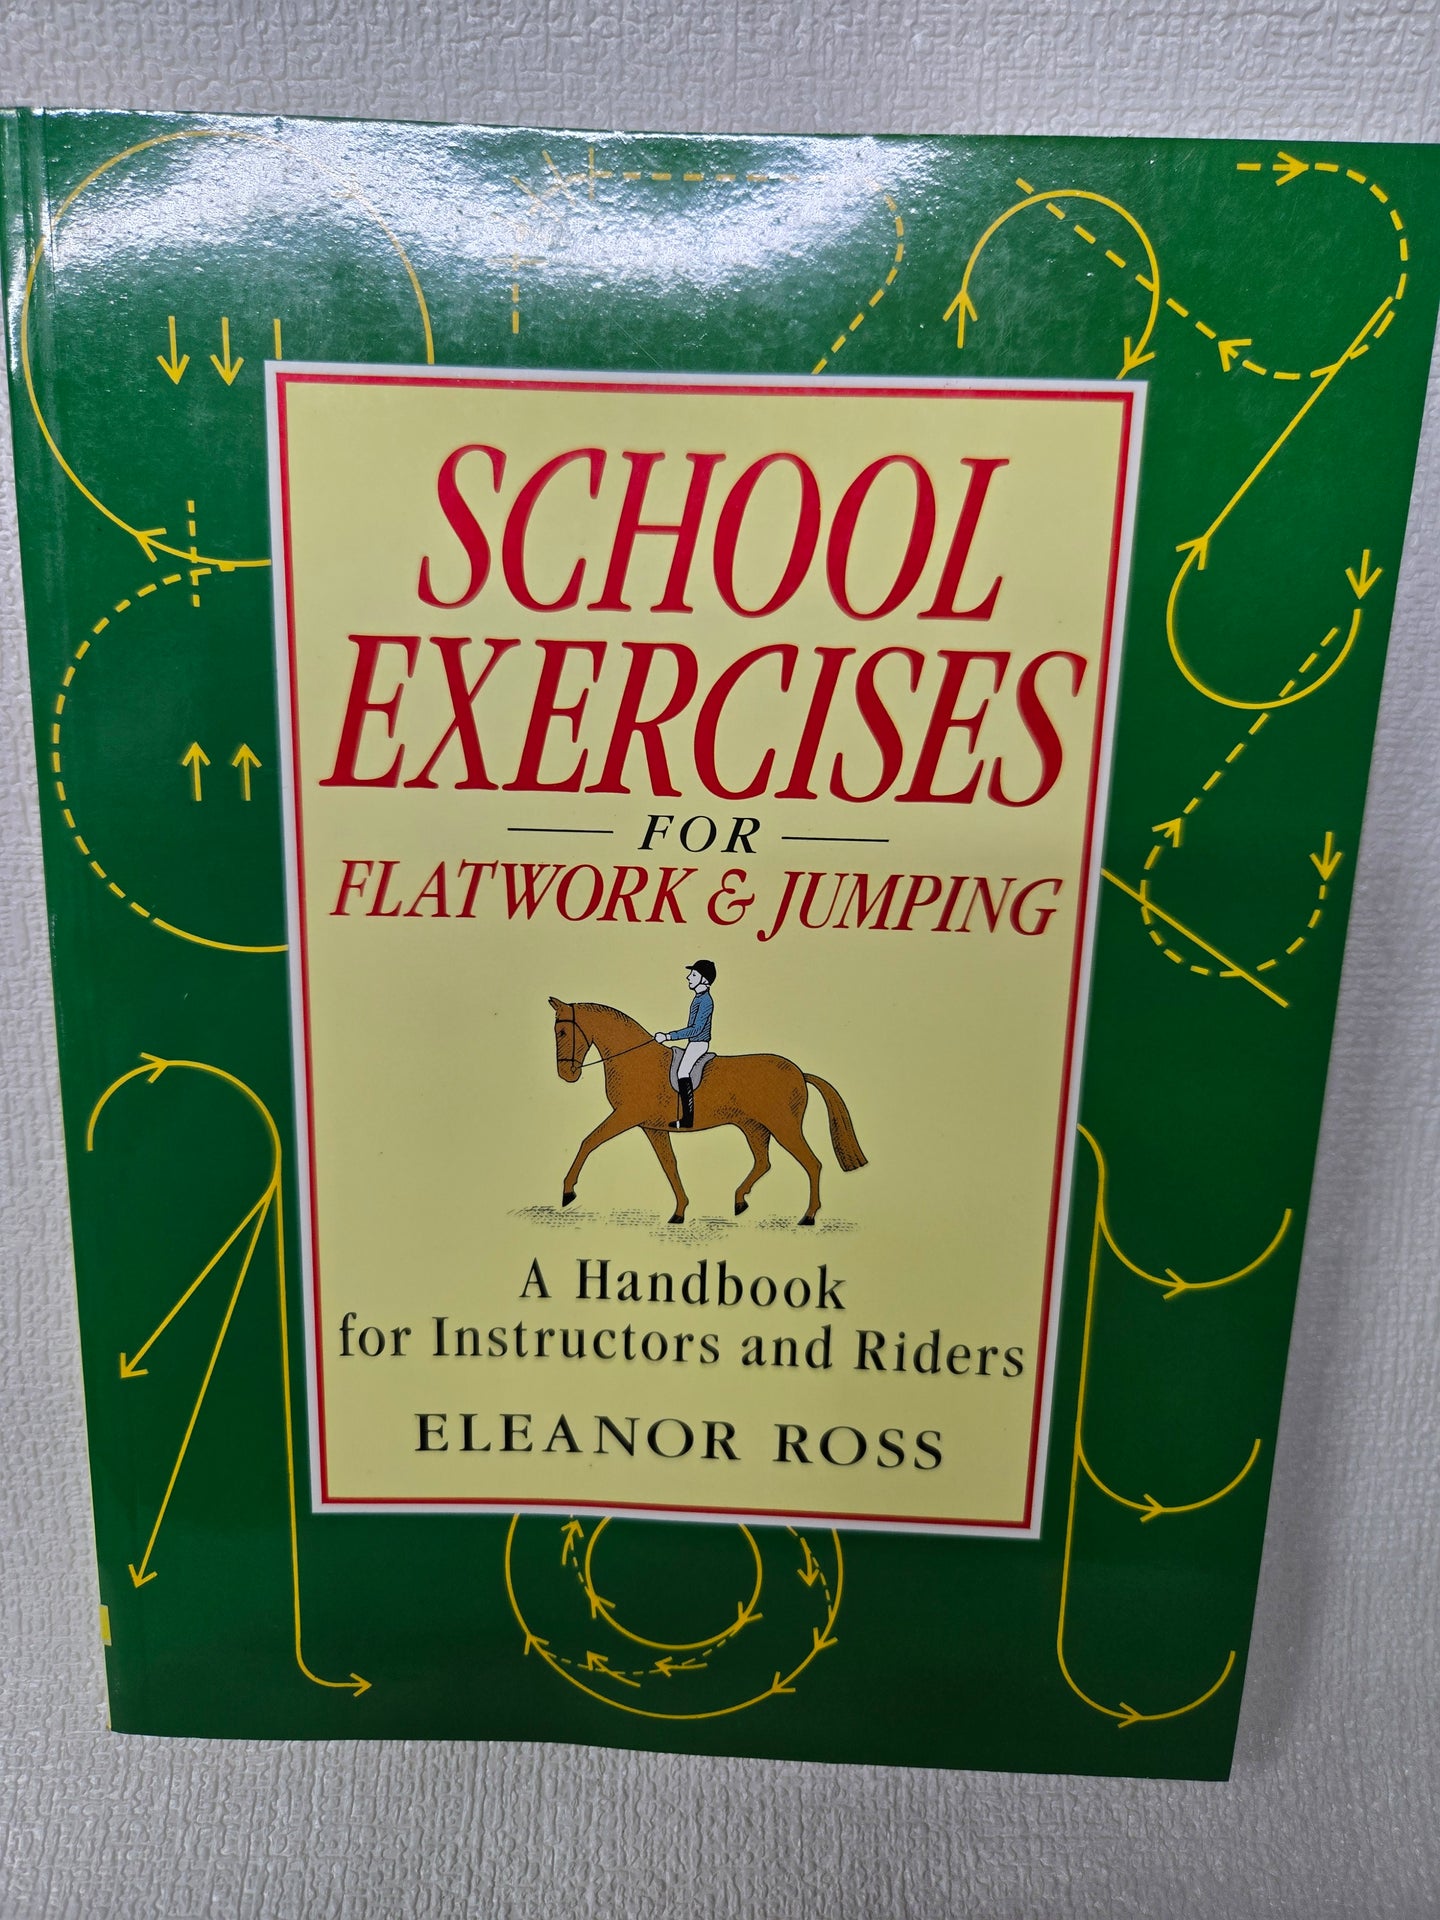 SCHOOL
EXERCISES
FOR
FLATWORK & JUMPING
A Handbook
for Instructors and Riders
ELEANOR ROSS